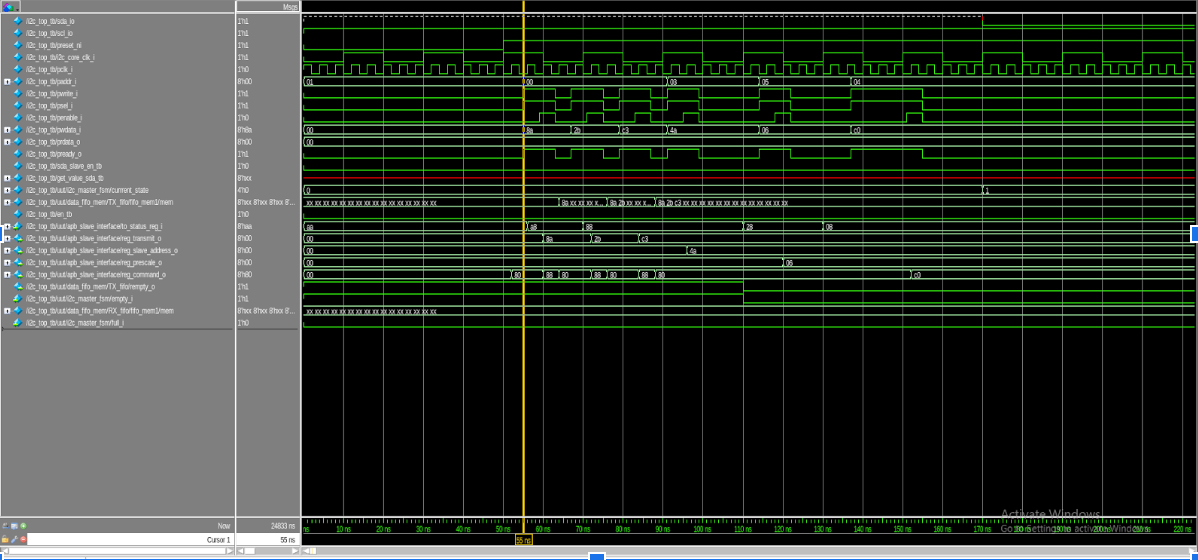 Msgs
/i2c_top_tb/sda_io 1'h1
/i2c_top_tb/scl_io 1'h1
/i2c_top_tb/preset_ni 1'h1
/i2c_top_tb/i2c_core_clk_i 1'h1
/i2c_top_tb/pclk_i 1'h0
/i2c_top_tb/paddr_i 8'h00 01 00 03 05 04
/i2c_top_tb/pwrite_i 1'h1
/i2c_top_tb/psel_i 1'h1
/i2c_top_tb/penable_i 1'h0
/i2c_top_tb/pwdata_i 8'h8a 00 8a 2b c3 4a 06 c0
/i2c_top_tb/prdata_o 8'h00 00
/i2c_top_tb/pready_o 1'h1
/i2c_top_tb/sda_slave_en_tb 1'h0
/i2c_top_tb/get_value_sda_tb 8'hxx
/i2c_top_tb/uut/i2c_master_fsm/current_state 4'h0 0 1
/i2c_top_tb/uut/data_fifo_mem/TX_fifo/fifo_mem1/mem 8'hxx 8'hxx 8'hxx 8'... xx xx xx xx xx xx xx xx xx xx xx xx xx xx xx xx 8a xx xx x... 8a 2b xx x... 8a 2b c3 xx xx xx xx xx xx xx xx xx xx xx xx xx
/i2c_top_tb/en_tb 1'h0
/i2c_top_tb/uut/apb_slave_interface/to_status_reg_i 8'haa aa a8 88 28 08
/i2c_top_tb/uut/apb_slave_interface/reg_transmit_o 8'h00 00 8a 2b c3
/i2c_top_tb/uut/apb_slave_interface/reg_slave_address_o 8'h00 00 4a
/i2c_top_tb/uut/apb_slave_interface/reg_prescale_o 8'h00 00 06
/i2c_top_tb/uut/apb_slave_interface/reg_command_o 8'h80 00 80 88 80 88 80 88 80 c0
/i2c_top_tb/uut/data_fifo_mem/TX_fifo/rempty_o 1'h1
/i2c_top_tb/uut/i2c_master_fsm/empty_i 1'h1
/i2c_top_tb/uut/data_fifo_mem/RX_fifo/fifo_mem1/mem 8'hxx 8'hxx 8'hxx 8'... xx xx xx xx xx xx xx xx xx xx xx xx xx xx xx xx
/i2c_top_tb/uut/i2c_master_fsm/full_i 1'h0
Activate Windows
Now 24833 ns ns 10 ns 20 ns 30 ns 40 ns 50 ns 60 ns 70 ns 80 ns 90 ns 100 ns 110 ns 120 ns 130 ns 140 ns 150 ns 160 ns 170 ns 180 ns 190 ns 200 ns 210 ns 220 ns
Go to Settings to activate Windows.
Cursor 1 55 ns 55 ns